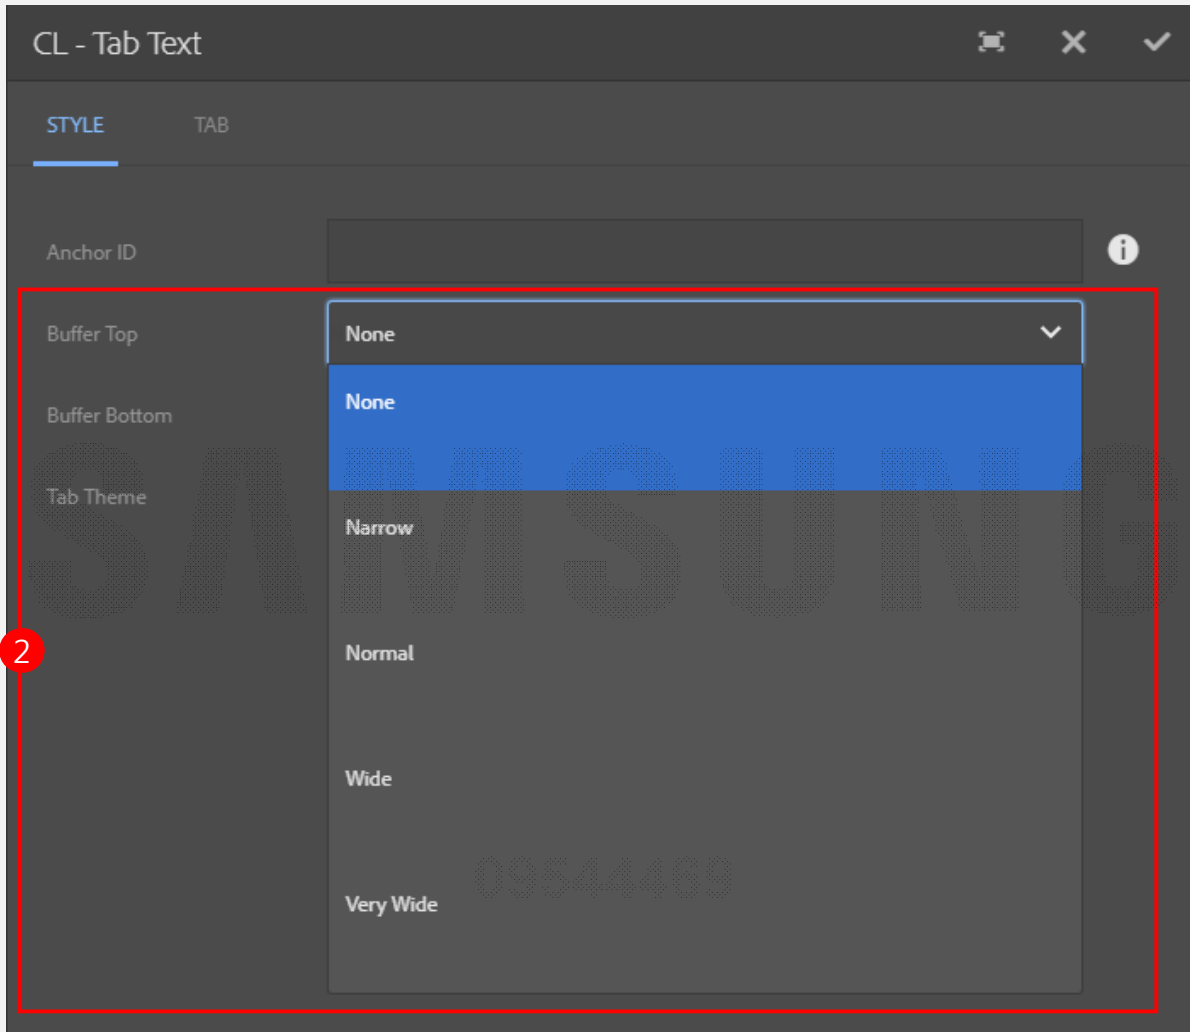 CL - Tab Text
STYLE TAB
Anchor ID
Buffer Top None
None
Buffer Bottom
Tab Theme
Narrow
2
Normal
Wide
Very Wide
SAMSUNG
09544469